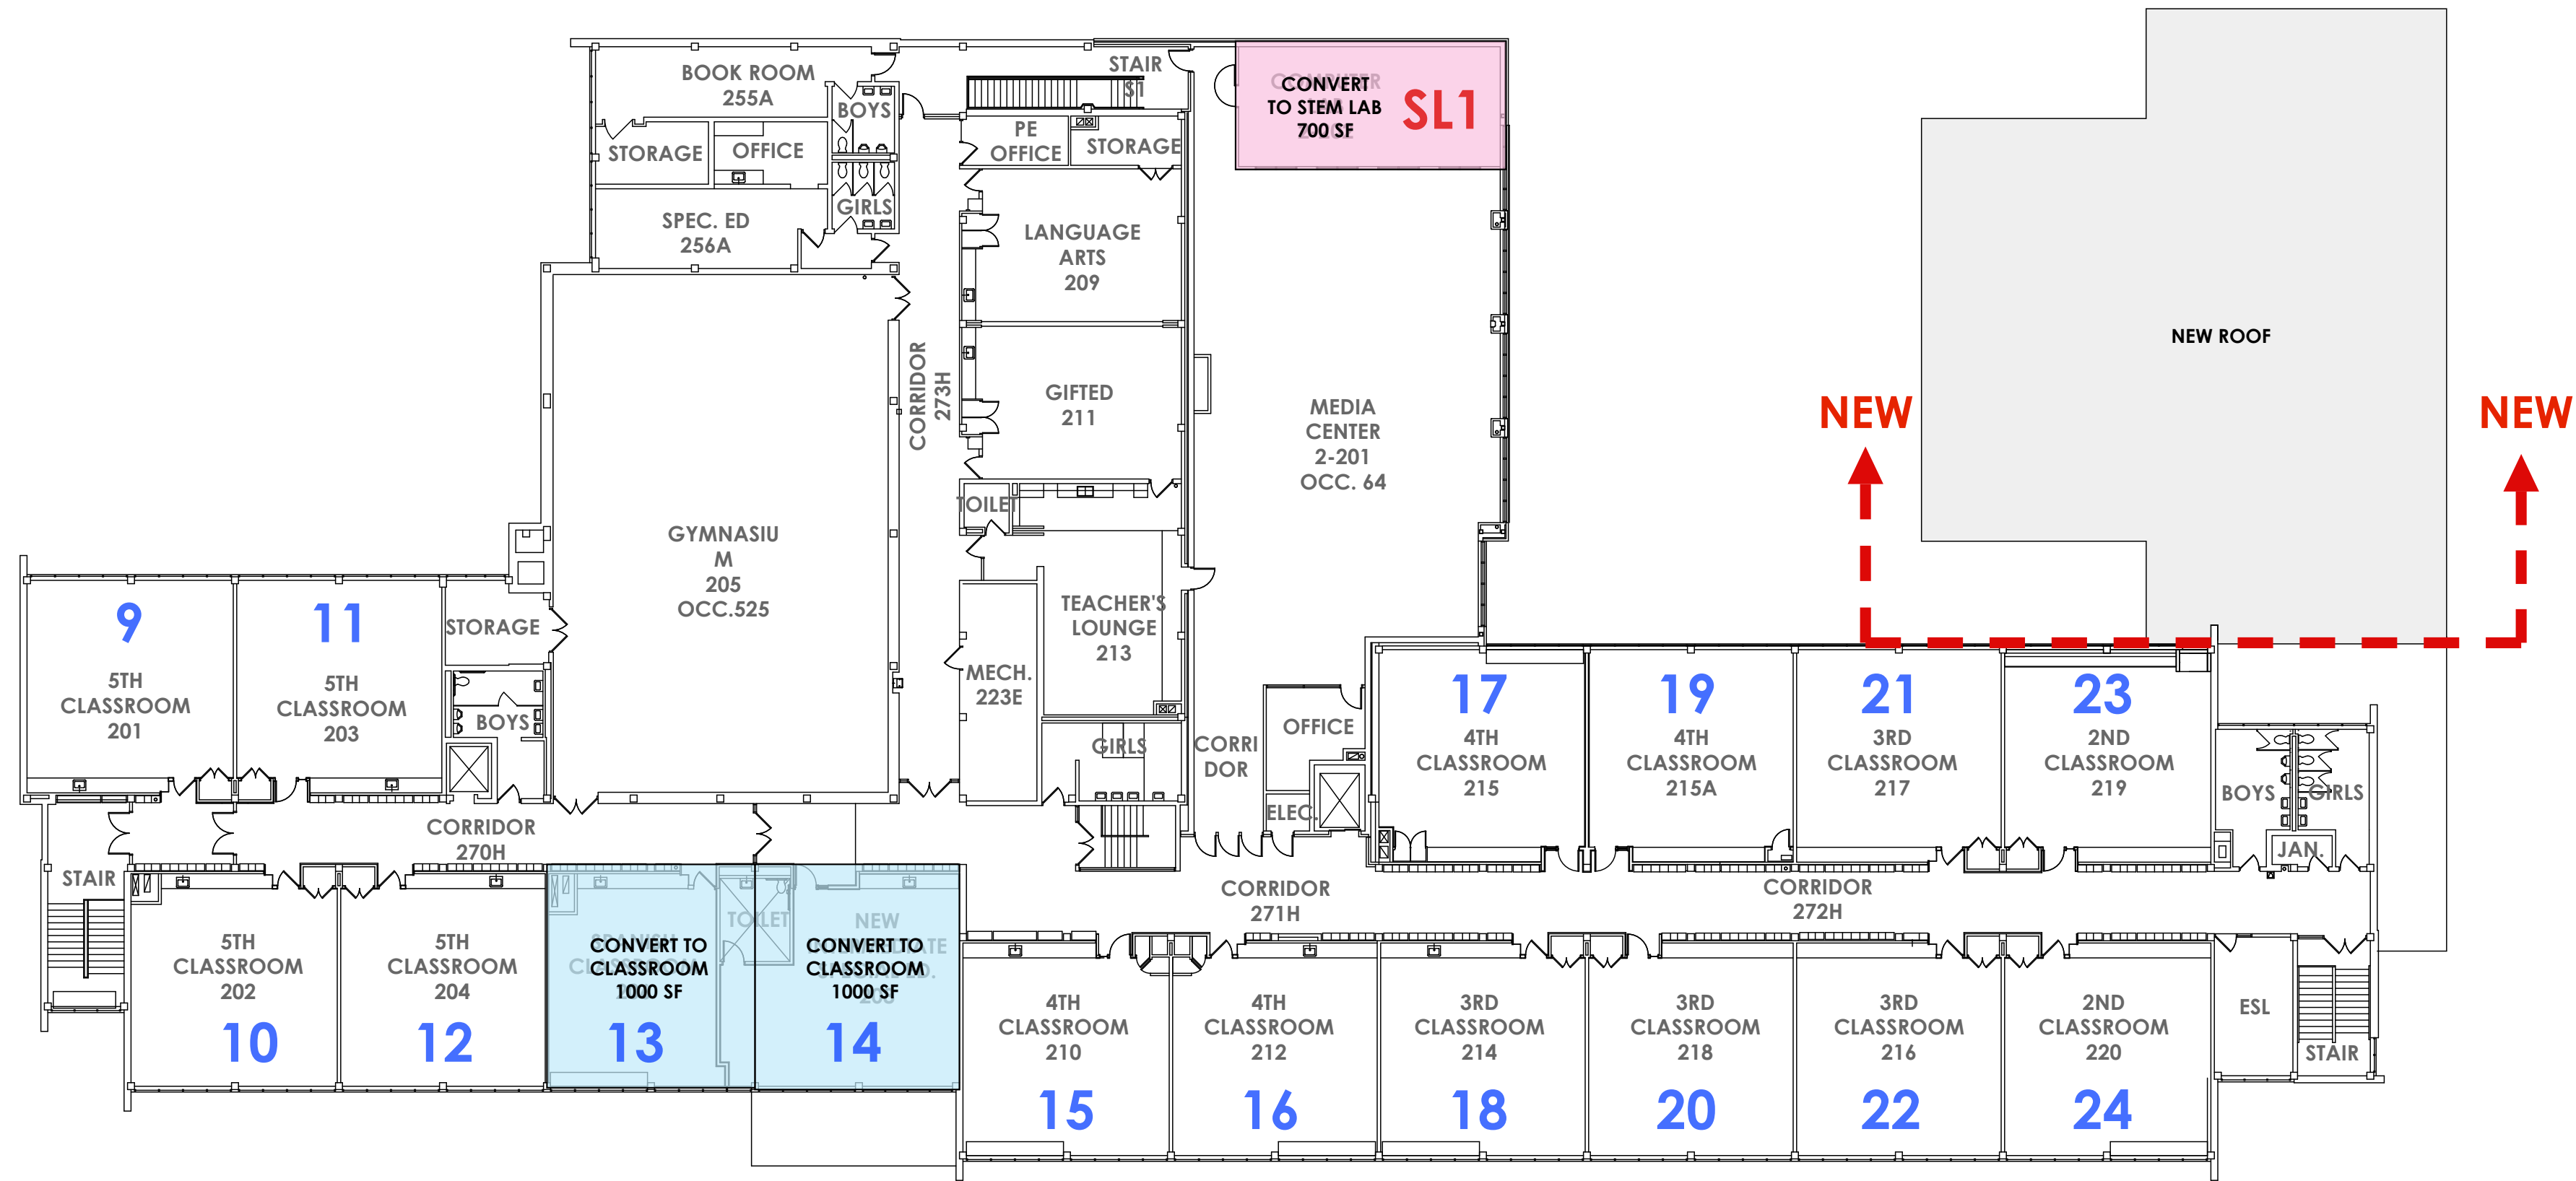 BOOK ROOM
255A
BOYS
STAIR
S1
CONVERT
TO STEM LAB
700 SF
SL1
STORAGE
OFFICE
PE
OFFICE
STORAGE
GIRLS
SPEC. ED
256A
LANGUAGE
ARTS
209
CORRIDOR
273H
GIFTED
211
MEDIA
CENTER
2-201
OCC. 64
NEW ROOF
NEW
NEW
TOILET
GYMNASIU
M
205
OCC.525
9
5TH
CLASSROOM
201
11
5TH
CLASSROOM
203
STORAGE
BOYS
TEACHER'S
LOUNGE
213
MECH.
223E
GIRLS
CORRI
DOR
OFFICE
ELEC.
17
4TH
CLASSROOM
215
19
4TH
CLASSROOM
215A
21
3RD
CLASSROOM
217
23
2ND
CLASSROOM
219
BOYS
GIRLS
JAN.
CORRIDOR
270H
STAIR
CORRIDOR
271H
CORRIDOR
272H
5TH
CLASSROOM
202
10
5TH
CLASSROOM
204
12
CONVERT TO
CLASSROOM
1000 SF
13
TOILET
NEW
CONVERT TO
CLASSROOM
1000 SF
14
4TH
CLASSROOM
210
15
4TH
CLASSROOM
212
16
3RD
CLASSROOM
214
18
3RD
CLASSROOM
218
20
3RD
CLASSROOM
216
22
2ND
CLASSROOM
220
24
ESL
STAIR